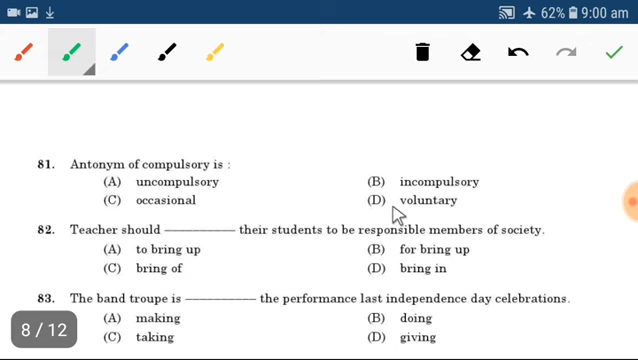 62% 9:00 am
81. Antonym of compulsory is :
(A) uncompulsory (B) incompulsory
(C) occasional (D) voluntary
82. Teacher should ———— their students to be responsible members of society.
(A) to bring up (B) for bring up
(C) bring of (D) bring in
83. The band troupe is ———— the performance last independence day celebrations.
(A) making (B) doing
(C) taking (D) giving
8 / 12